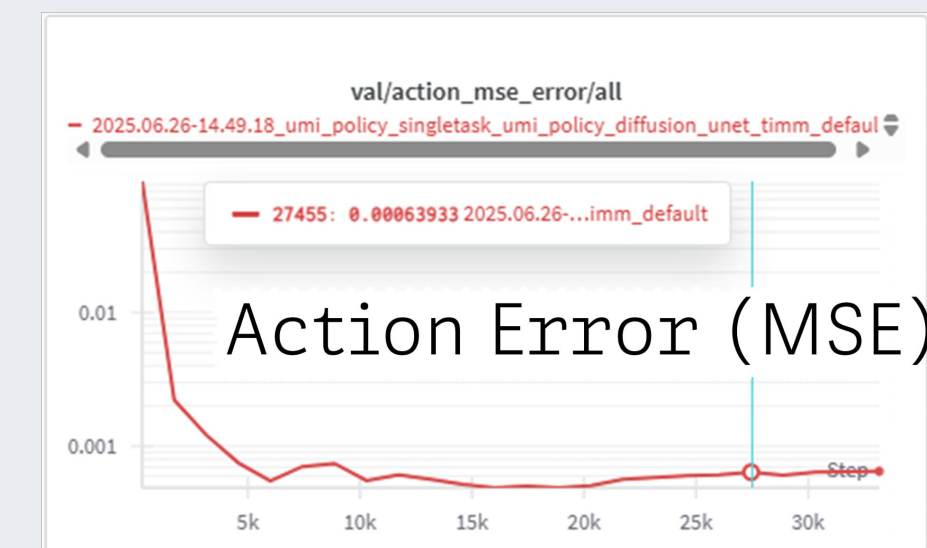 val/action_mse_error/all
2025.06.26-14.49.18_umi_policy_singletask_umi_policy_diffusion_unet_timm_defaul
27455: 0.00063933 2025.06.26-...imm_default
0.01
Action Error (MSE)
0.001
Step
5k 10k 15k 20k 25k 30k